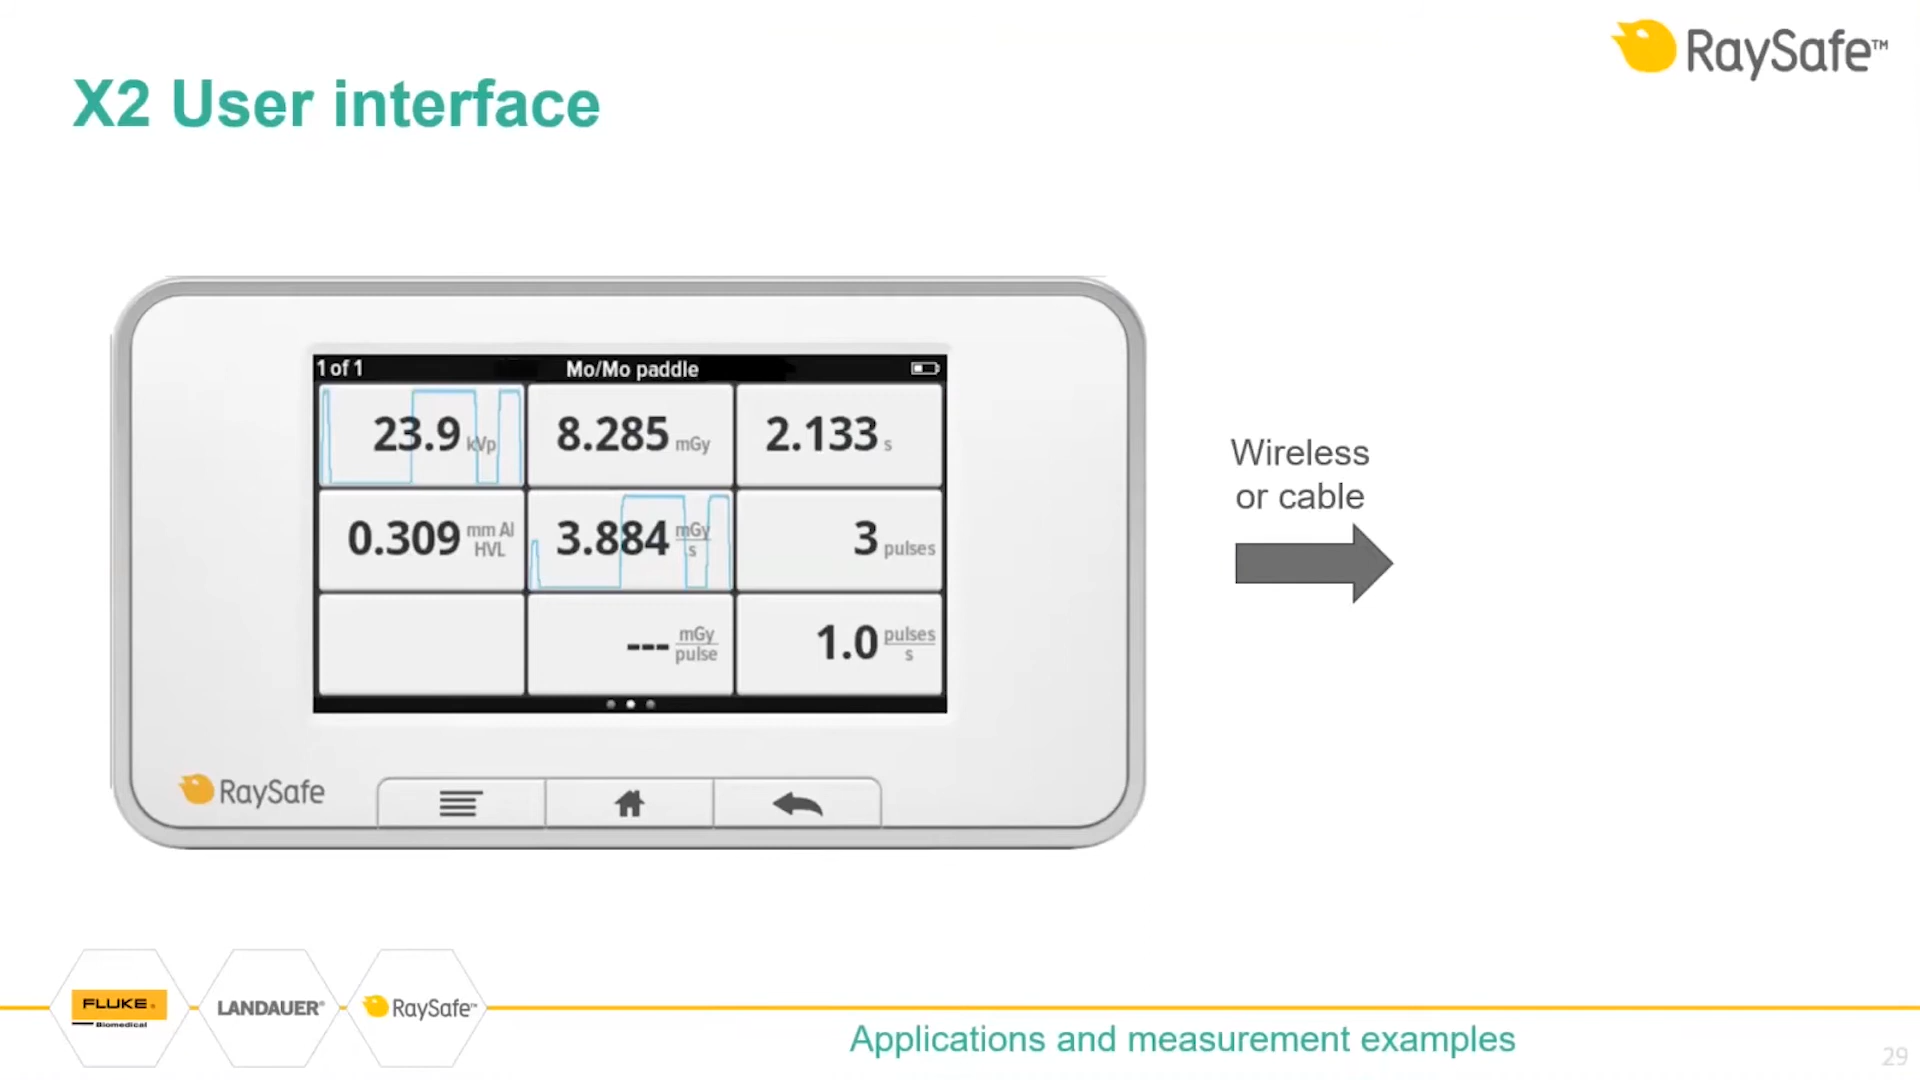 RaySafe™
X2 User interface
1 of 1
Mo/Mo paddle
23.9 kVp
8.285 mGy
2.133 s
0.309 mm Al HVL
3.884 mGy/s
3 pulses
--- mGy/pulse
1.0 pulses/s
RaySafe
Wireless
or cable
FLUKE®
Biomedical
LANDAUER®
RaySafe™
Applications and measurement examples
29